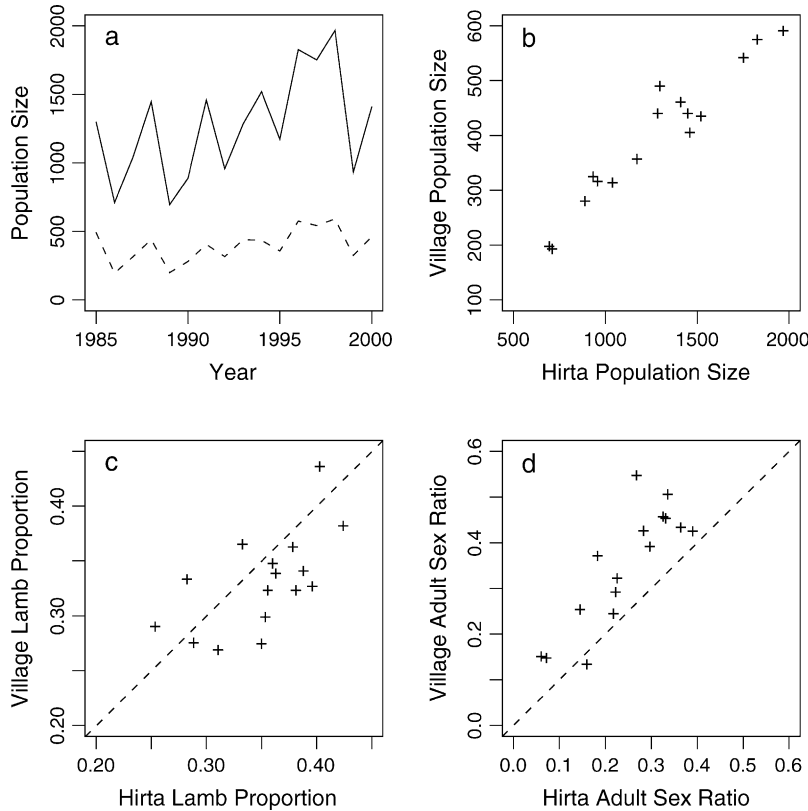 a
Population Size
2000
1500
1000
500
0
1985 1990 1995 2000
Year
b
Village Population Size
600
500
400
300
200
100
500 1000 1500 2000
Hirta Population Size
c
Village Lamb Proportion
0.40
0.30
0.20
0.20 0.30 0.40
Hirta Lamb Proportion
d
Village Adult Sex Ratio
0.6
0.4
0.2
0.0
0.0 0.1 0.2 0.3 0.4 0.5 0.6
Hirta Adult Sex Ratio